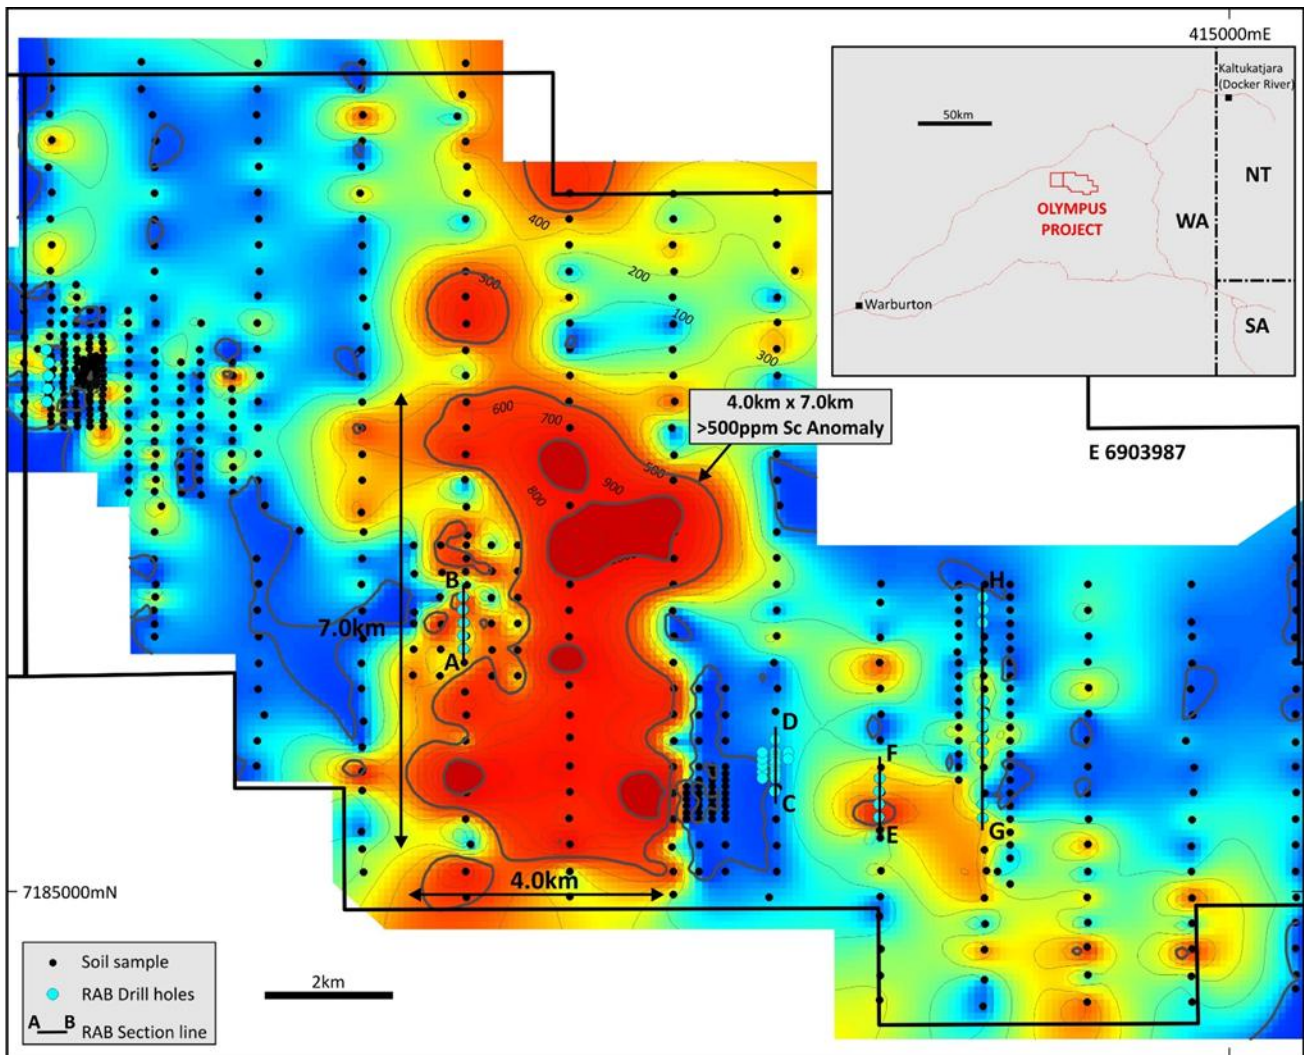 415000mE
Kaltukatjara
(Docker River)
50km
NT
OLYMPUS
PROJECT
WA
Warburton
SA
400
200
500
100
300
4.0km x 7.0km
>500ppm Sc Anomaly
E 6903987
600
700
500
900
800
B
H
7.0km
A
D
F
C
E
G
4.0km
7185000mN
Soil sample
RAB Drill holes
A B
RAB Section line
2km